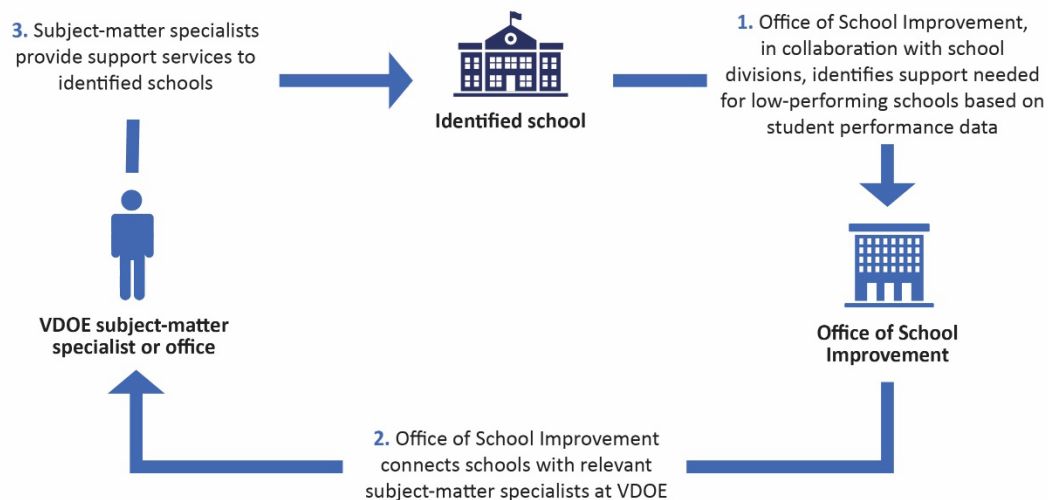 3. Subject-matter specialists
provide support services to
identified schools
Identified school
1. Office of School Improvement,
in collaboration with school
divisions, identifies support needed
for low-performing schools based on
student performance data
Office of School
Improvement
2. Office of School Improvement
connects schools with relevant
subject-matter specialists at VDOE
VDOE subject-matter
specialist or office